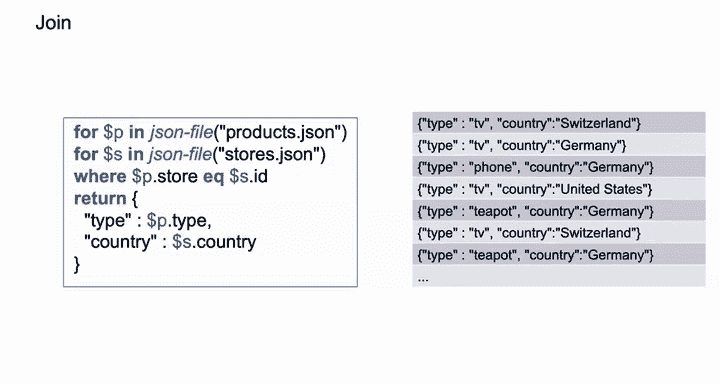 Join
for $p in json-file("products.json")
for $s in json-file("stores.json")
where $p.store eq $s.id
return {
"type" : $p.type,
"country" : $s.country
}
{"type" : "tv", "country":"Switzerland"}
{"type" : "tv", "country":"Germany"}
{"type" : "phone", "country":"Germany"}
{"type" : "tv", "country":"United States"}
{"type" : "teapot", "country":"Germany"}
{"type" : "tv", "country":"Switzerland"}
{"type" : "teapot", "country":"Germany"}
...